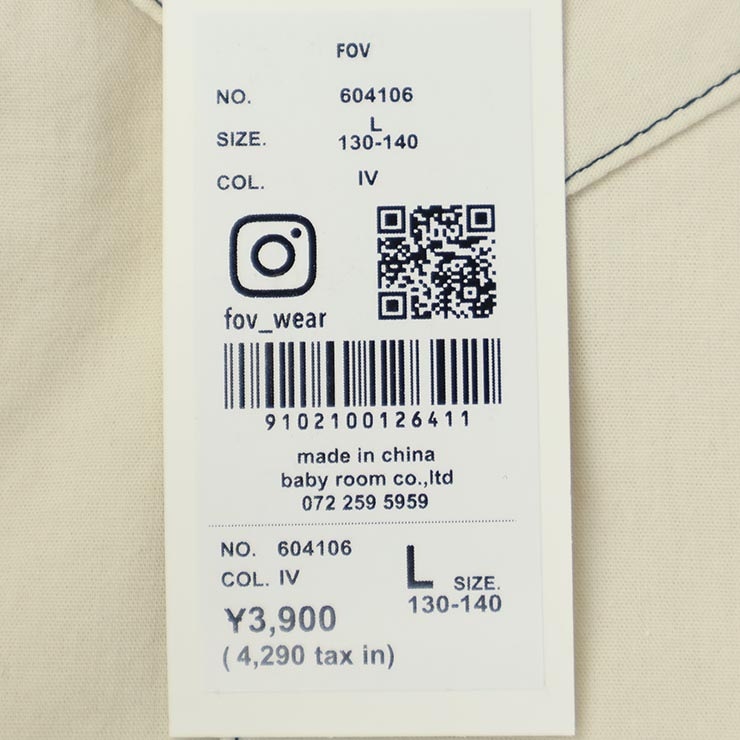 FOV
NO. 604106
SIZE. L
130-140
COL. IV
fov_wear
9102100126411
made in china
baby room co.,ltd
072 259 5959
NO. 604106
COL. IV
L SIZE.
130-140
¥3,900
( 4,290 tax in)